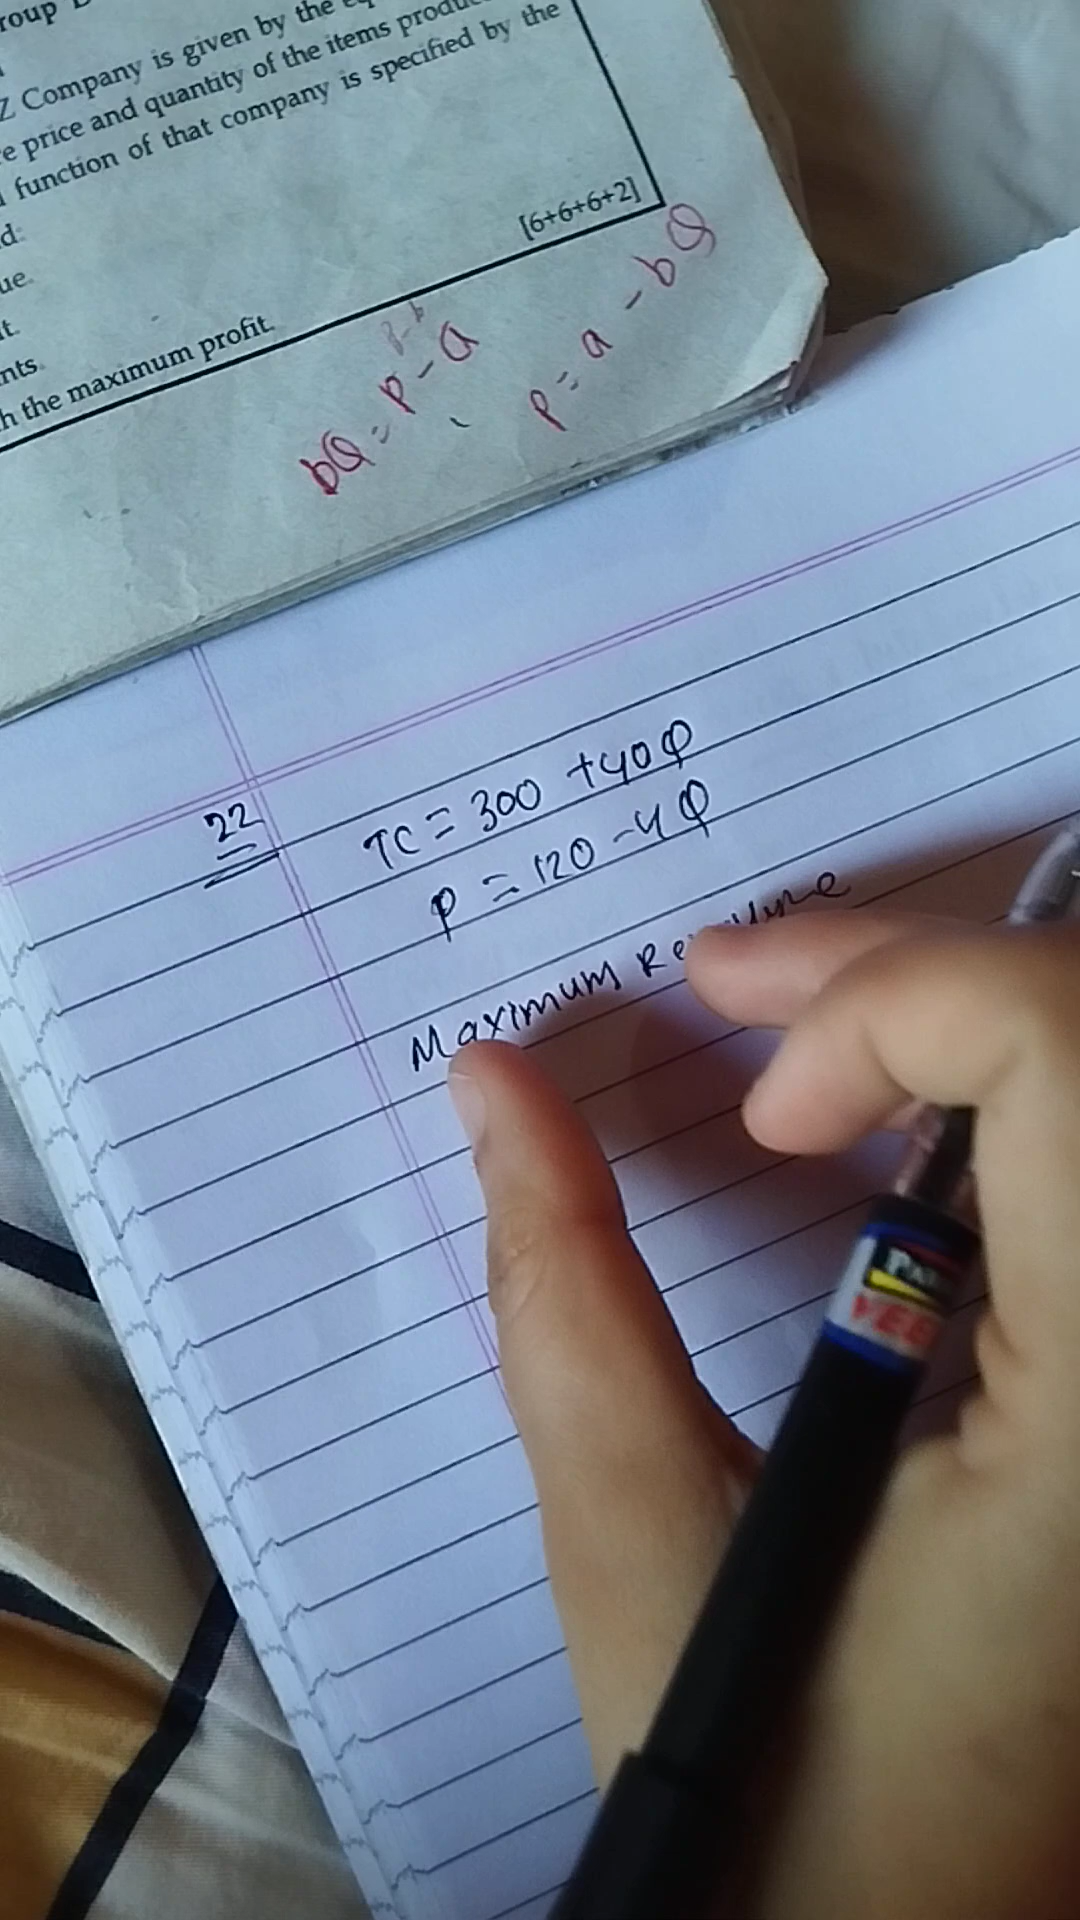 roup
Z Company is given by the
e price and quantity of the items produ
function of that company is specified by the
d:
ue.
it.
nts.
[6+6+6+2]
h the maximum profit.
bQ = P - a
P = a - bQ
22
TC = 300 + 40Q
P = 120 - 4Q
Maximum Re